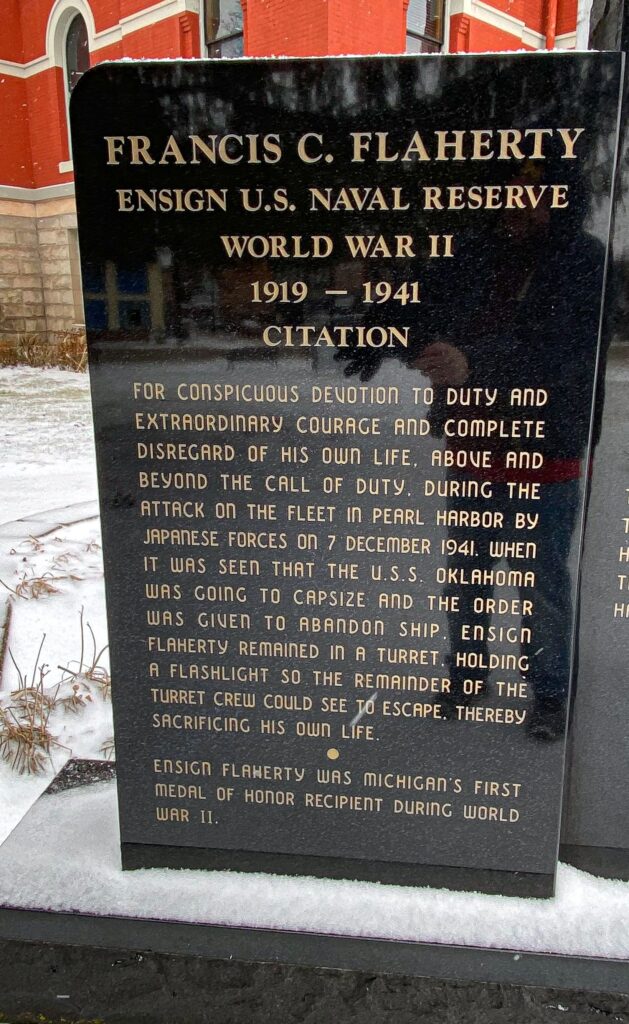 FRANCIS C. FLAHERTY
ENSIGN U.S. NAVAL RESERVE
WORLD WAR II
1919 – 1941
CITATION
FOR CONSPICUOUS DEVOTION TO DUTY AND
EXTRAORDINARY COURAGE AND COMPLETE
DISREGARD OF HIS OWN LIFE, ABOVE AND
BEYOND THE CALL OF DUTY, DURING THE
ATTACK ON THE FLEET IN PEARL HARBOR BY
JAPANESE FORCES ON 7 DECEMBER 1941. WHEN
IT WAS SEEN THAT THE U.S.S. OKLAHOMA
WAS GOING TO CAPSIZE AND THE ORDER
WAS GIVEN TO ABANDON SHIP, ENSIGN
FLAHERTY REMAINED IN A TURRET, HOLDING
A FLASHLIGHT SO THE REMAINDER OF THE
TURRET CREW COULD SEE TO ESCAPE, THEREBY
SACRIFICING HIS OWN LIFE.
ENSIGN FLAHERTY WAS MICHIGAN'S FIRST
MEDAL OF HONOR RECIPIENT DURING WORLD
WAR II.